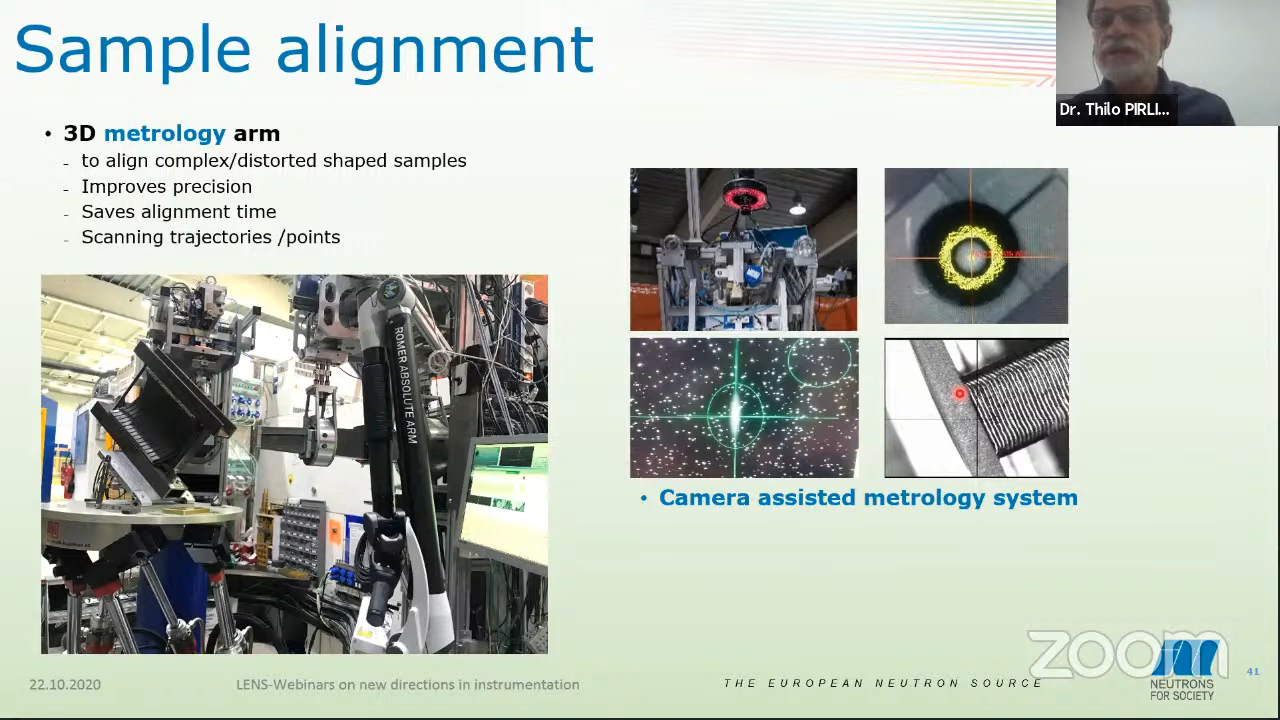 Sample alignment
Dr. Thilo PIRLI...
• 3D metrology arm
- to align complex/distorted shaped samples
- Improves precision
- Saves alignment time
- Scanning trajectories /points
ROMER ABSOLUTE ARM
• Camera assisted metrology system
zoom
22.10.2020
LENS-Webinars on new directions in instrumentation
THE EUROPEAN NEUTRON SOURCE
NEUTRONS
FOR SOCIETY
41